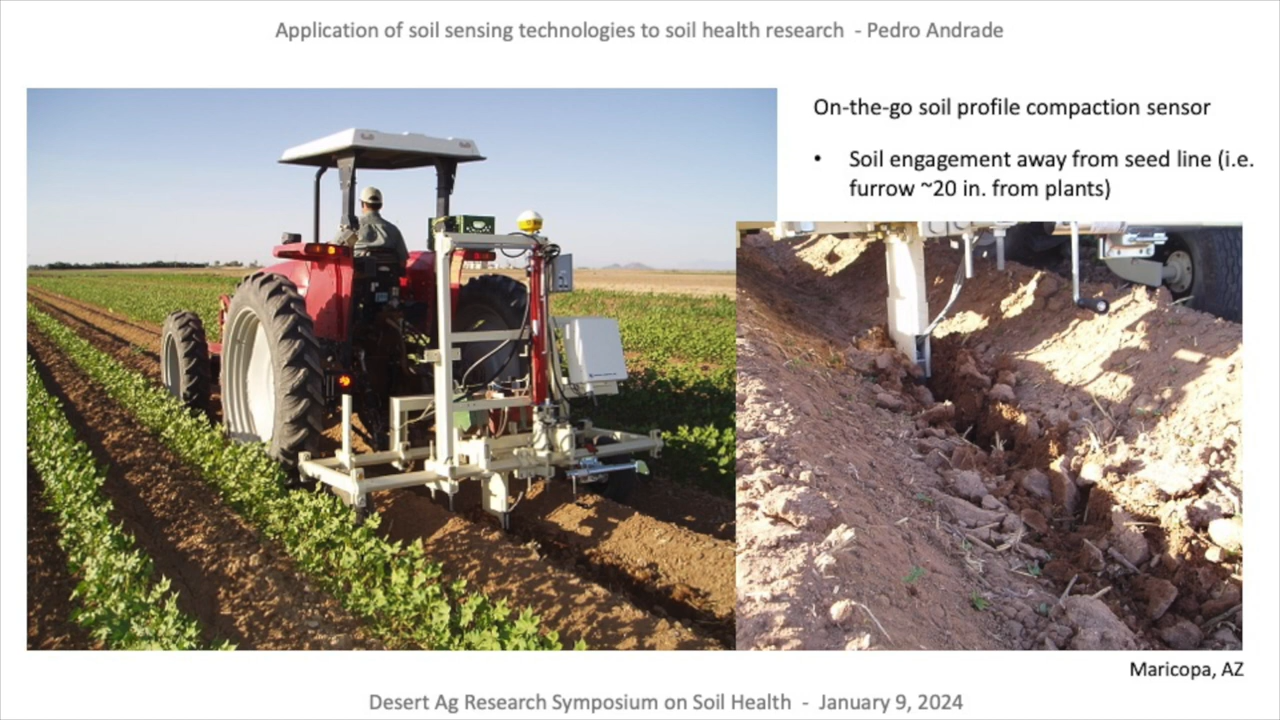 Application of soil sensing technologies to soil health research - Pedro Andrade
On-the-go soil profile compaction sensor
• Soil engagement away from seed line (i.e.
furrow ~20 in. from plants)
Maricopa, AZ
Desert Ag Research Symposium on Soil Health - January 9, 2024